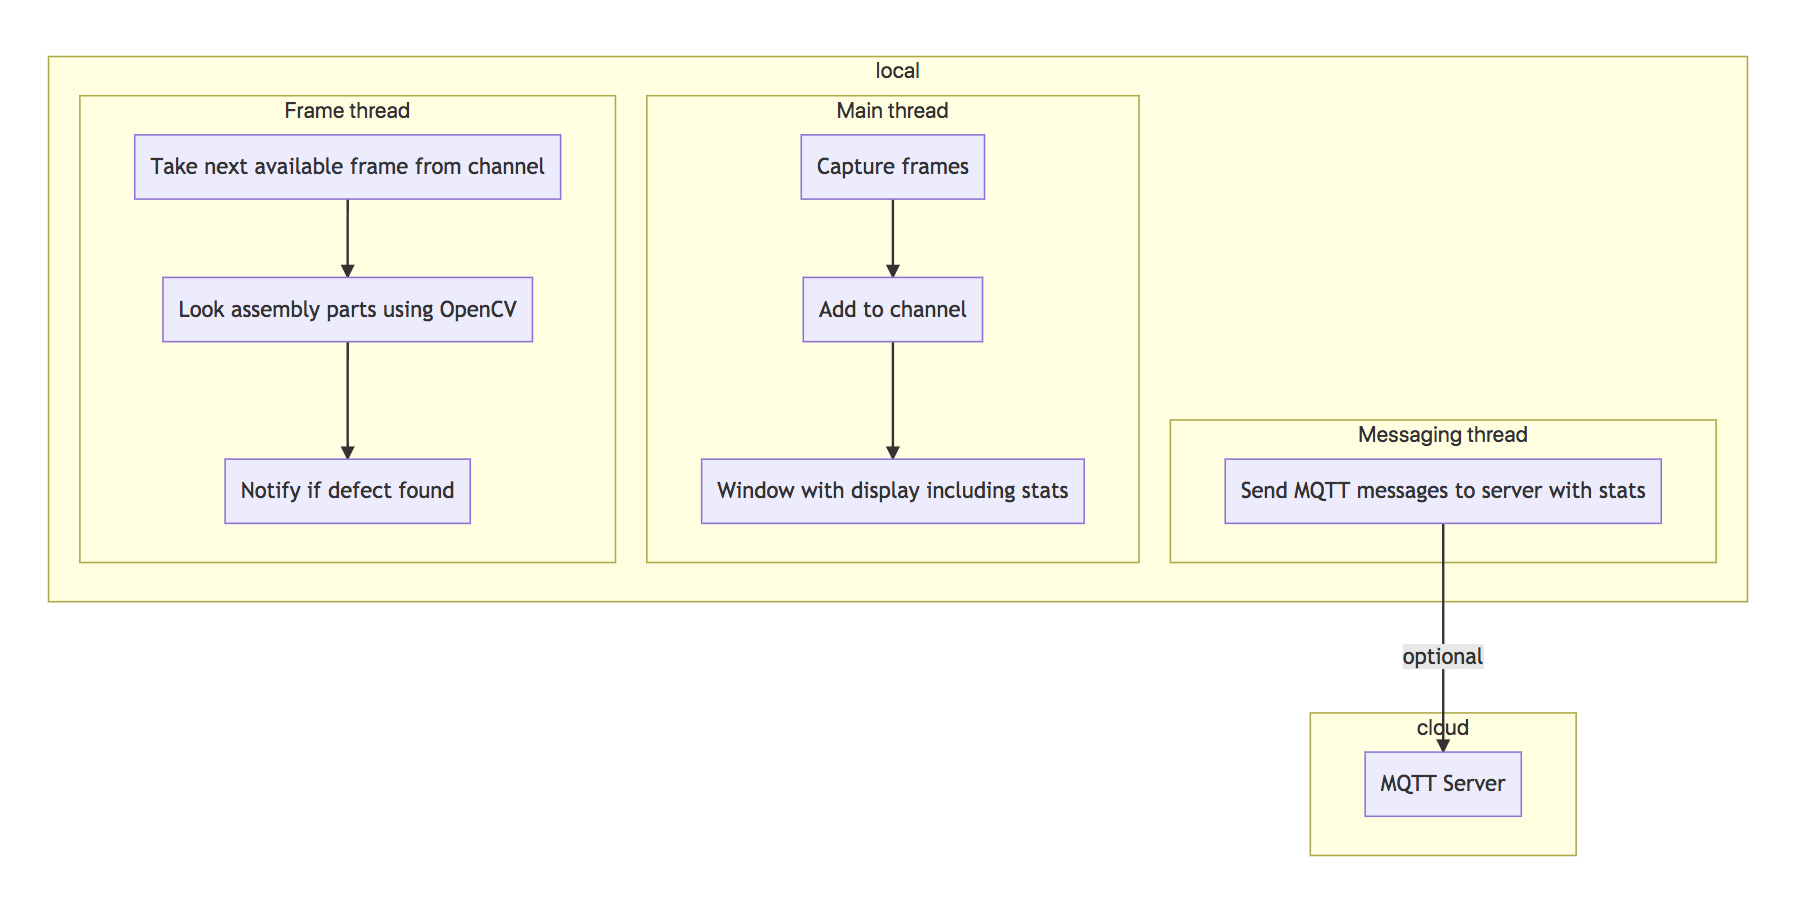 local
Frame thread
Take next available frame from channel
Look assembly parts using OpenCV
Notify if defect found
Main thread
Capture frames
Add to channel
Window with display including stats
Messaging thread
Send MQTT messages to server with stats
optional
cloud
MQTT Server